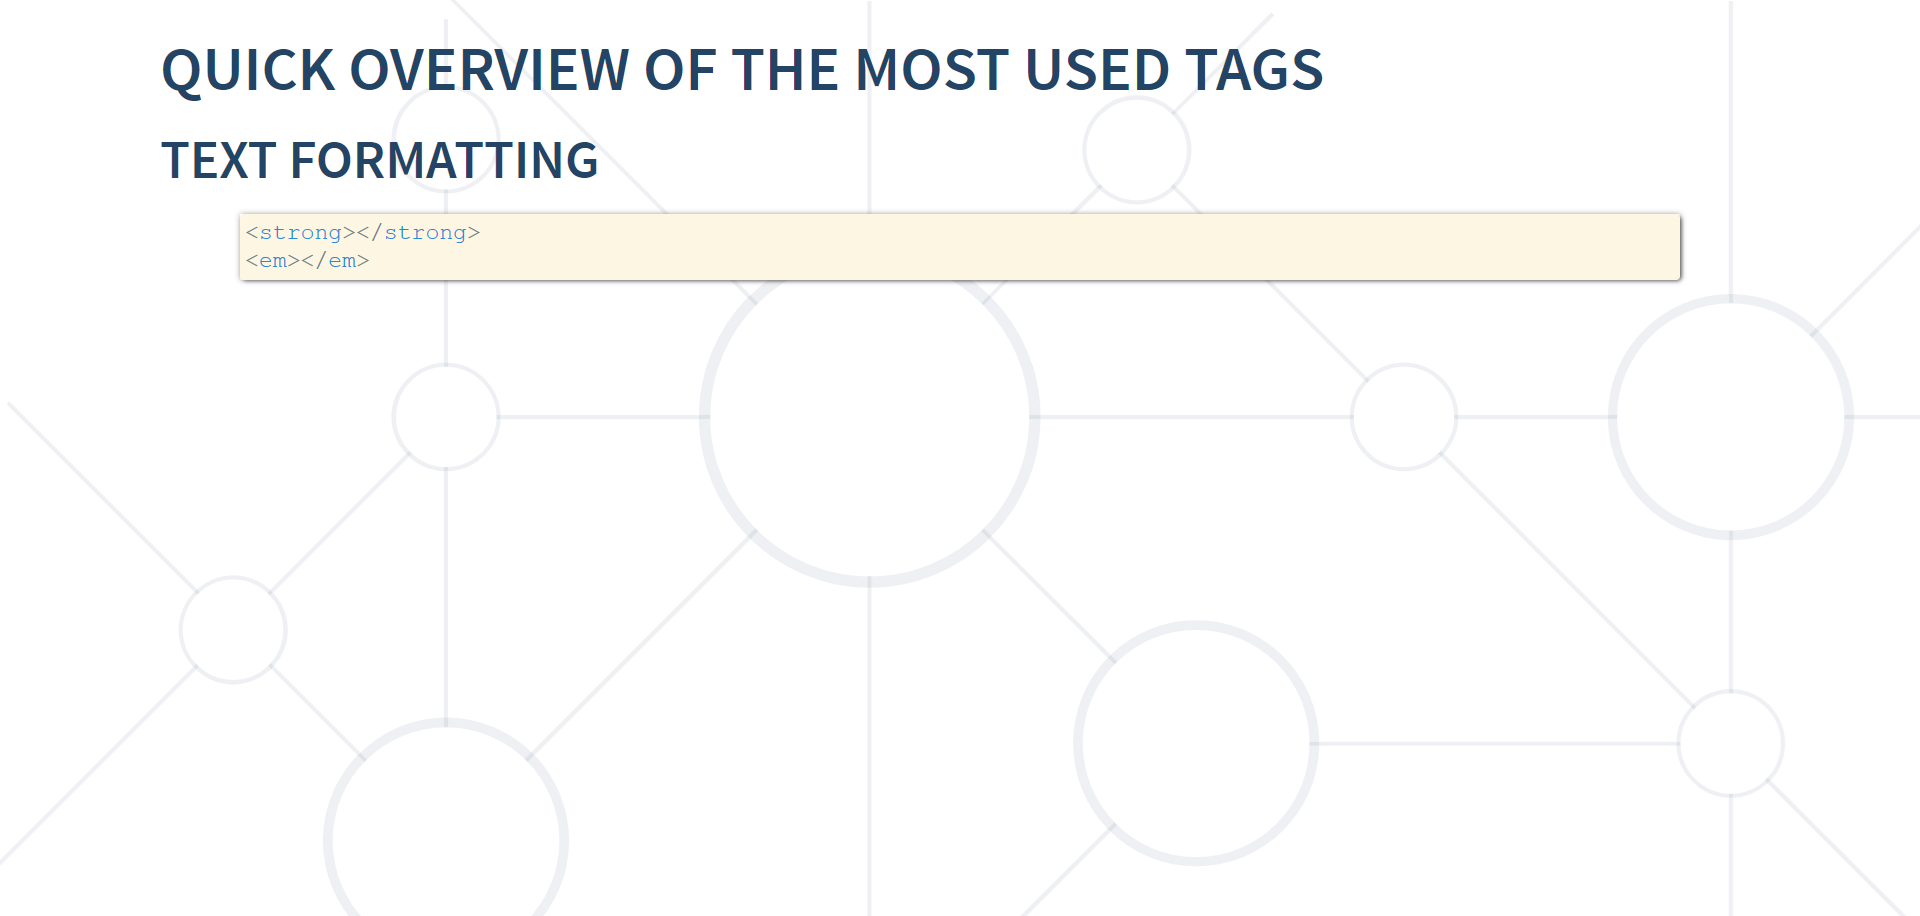 QUICK OVERVIEW OF THE MOST USED TAGS
TEXT FORMATTING
<strong></strong>
<em></em>